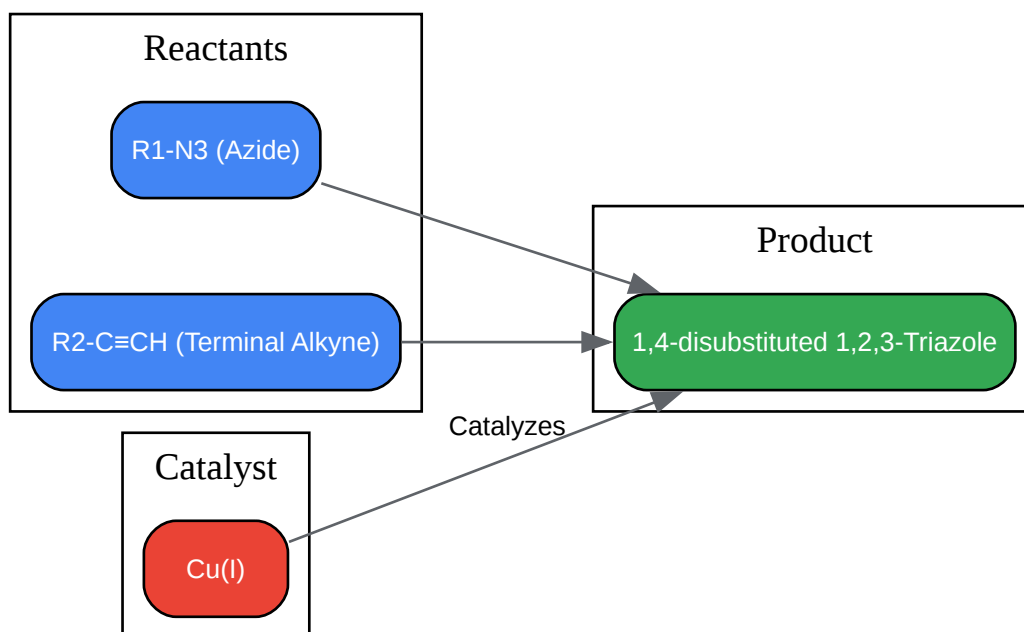 Reactants
R1-N3 (Azide)
R2-C≡CH (Terminal Alkyne)
Product
1,4-disubstituted 1,2,3-Triazole
Catalyzes
Catalyst
Cu(I)